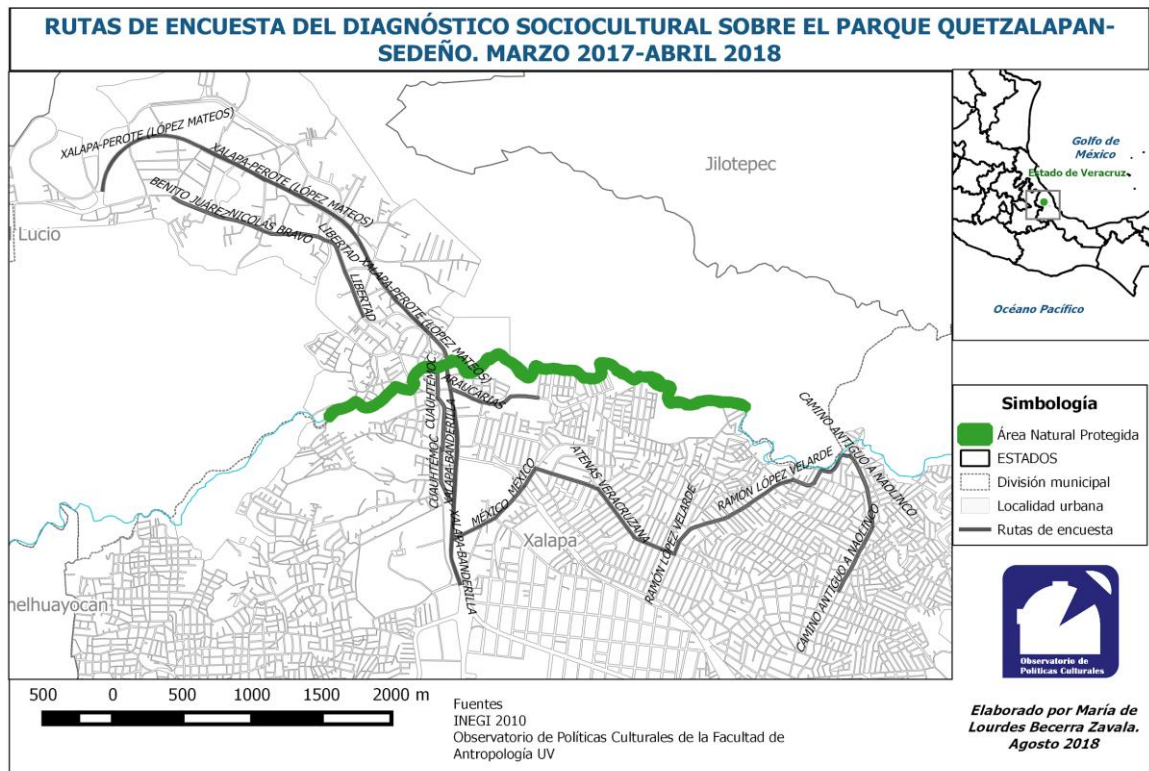 RUTAS DE ENCUESTA DEL DIAGNÓSTICO SOCIOCULTURAL SOBRE EL PARQUE QUETZALAPAN-
SEDEÑO. MARZO 2017-ABRIL 2018
XALAPA-PEROTE (LÓPEZ MATEOS)
XALAPA-PEROTE (LÓPEZ MATEOS)
BENITO JUÁREZ
NICOLÁS BRAVO
LIBERTAD
LIBERTAD
XALAPA-PEROTE (LÓPEZ MATEOS)
Jilotepec
Lucio
ARAUCARIAS
CUAUHTÉMOC
CUAUHTÉMOC
XALAPA-BANDERILLA
XALAPA-BANDERILLA
MÉXICO
MÉXICO
ATENAS VERACRUZANA
RAMÓN LÓPEZ VELARDE
RAMÓN LÓPEZ VELARDE
CAMINO ANTIGUO A NAOLINCO
CAMINO ANTIGUO A NAOLINCO
Xalapa
nelhuayocan
Golfo de
México
Estado de Veracruz
Océano Pacífico
Simbología
Área Natural Protegida
ESTADOS
División municipal
Localidad urbana
Rutas de encuesta
Observatorio de
Políticas Culturales
Elaborado por María de
Lourdes Becerra Zavala.
Agosto 2018
500 0 500 1000 1500 2000 m
Fuentes
INEGI 2010
Observatorio de Políticas Culturales de la Facultad de
Antropología UV